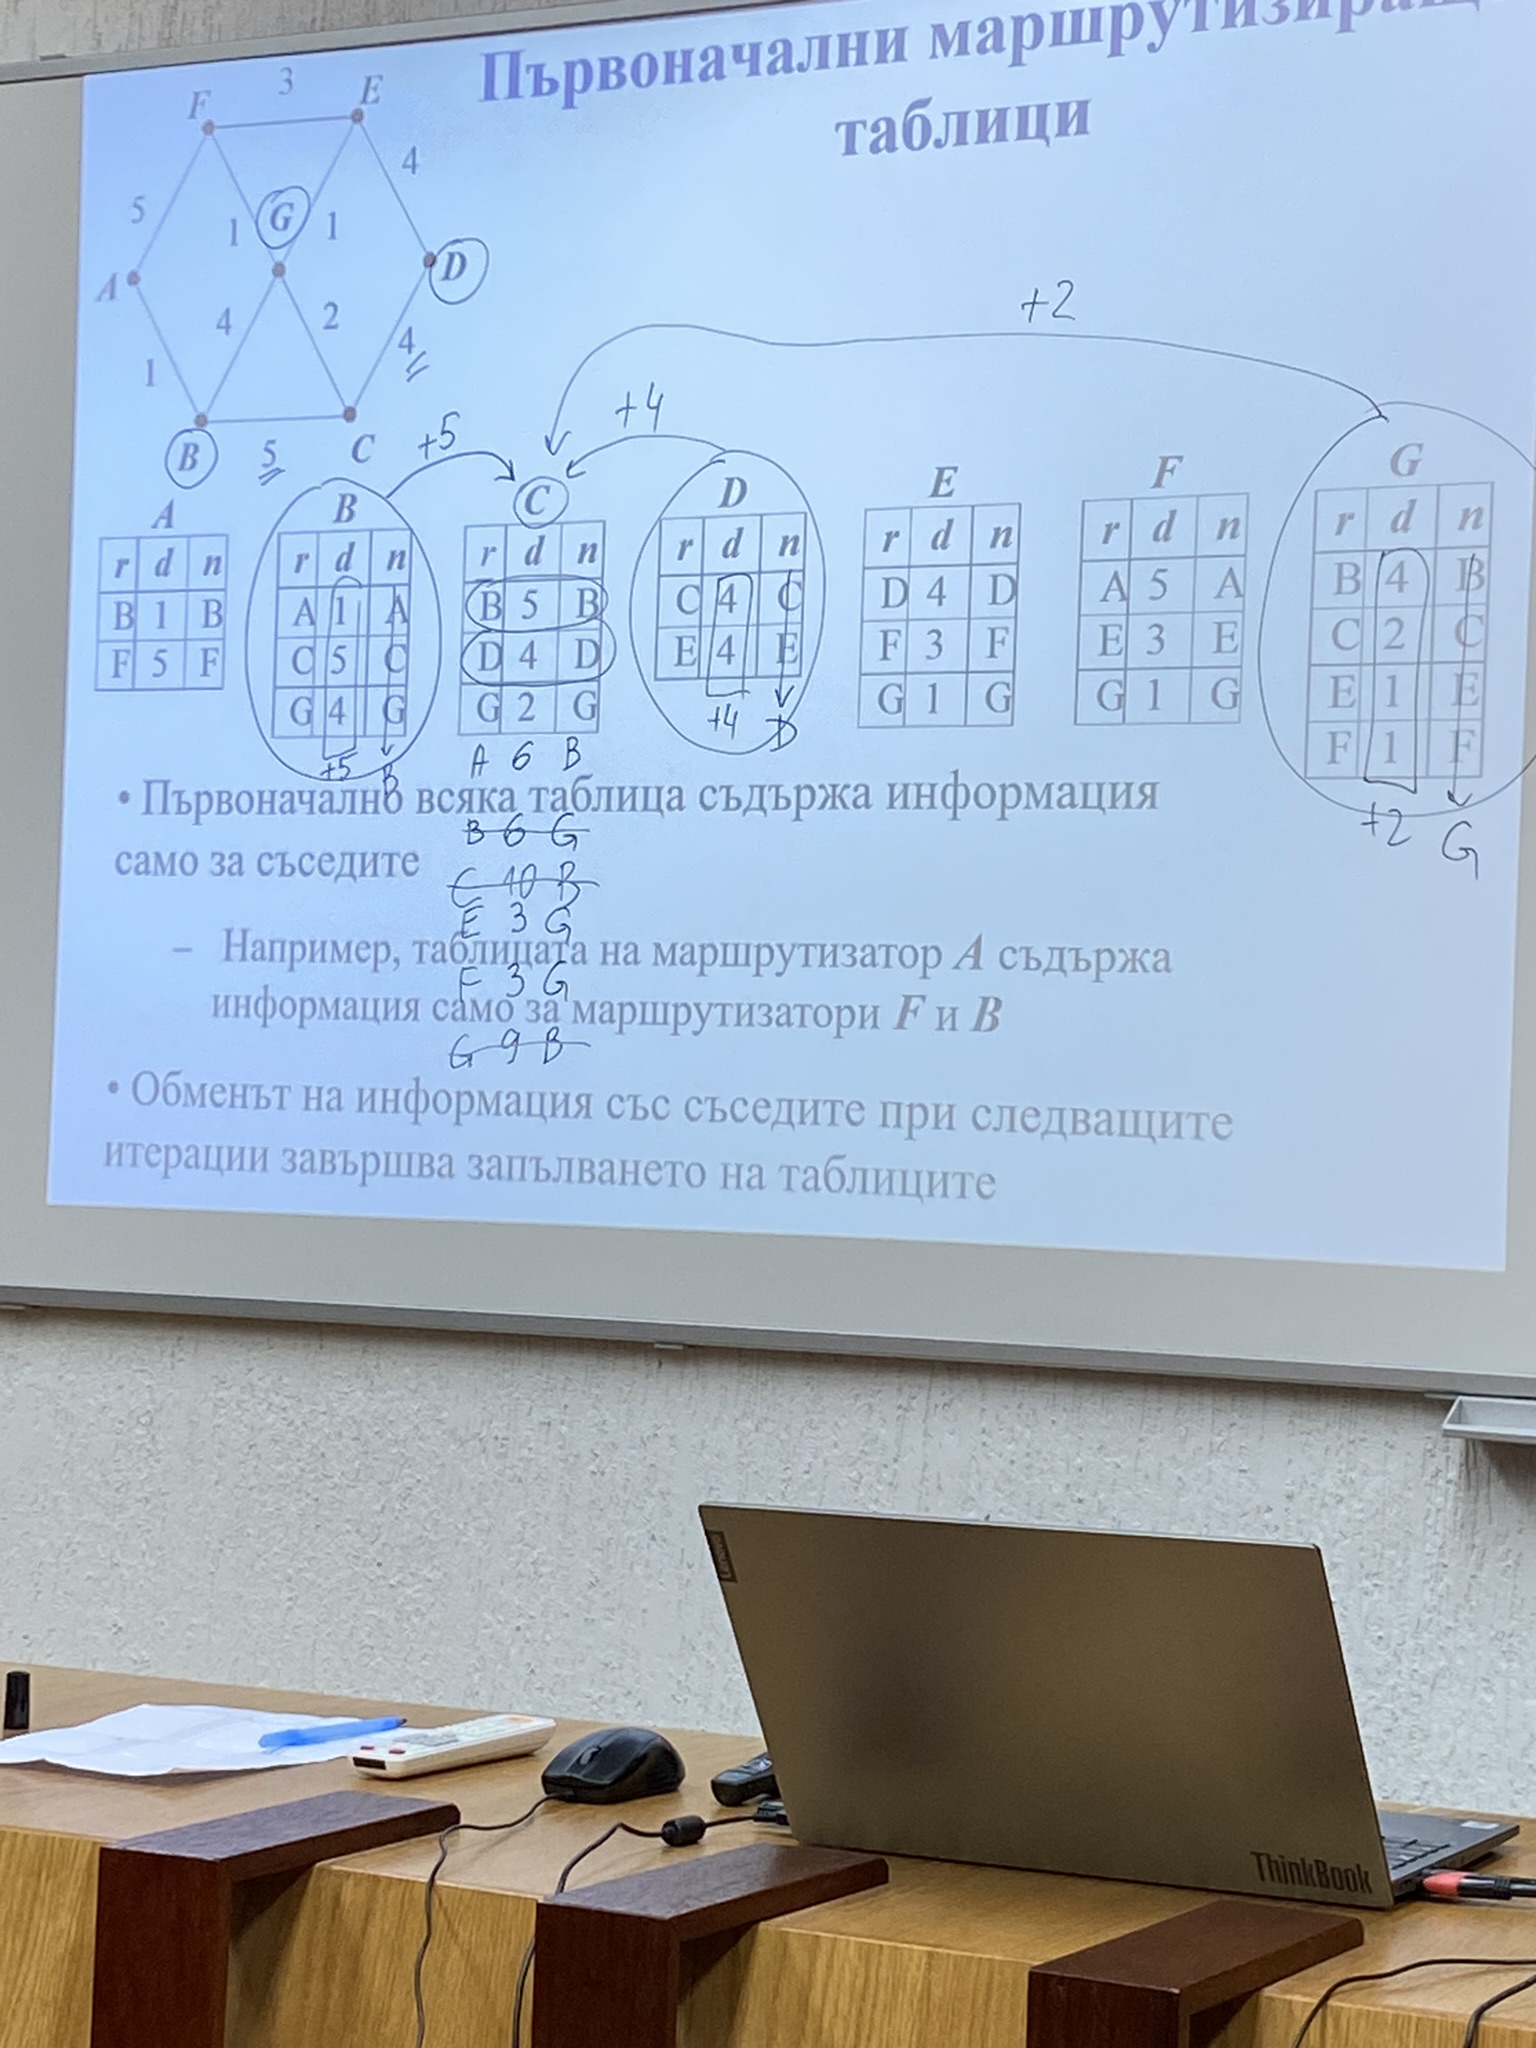 Първоначални маршрутизиращ
таблици
F 3 E
5 1 G 1 4
A D
4 2
1 4
B 5 C
+2
+5 +4
A B C D E F G
r d n r d n r d n r d n r d n r d n r d n
B 1 B A 1 A B 5 B C 4 C D 4 D A 5 A B 4 B
F 5 F C 5 C D 4 D E 4 E F 3 F E 3 E C 2 C
G 4 G G 2 G G 1 G G 1 G E 1 E
F 1 F
+5 B A 6 B +4 D +2 G
• Първоначално всяка таблица съдържа информация
B 6 G
само за съседите
C 10 B
E 3 G
– Например, таблицата на маршрутизатор A съдържа
F 3 G
информация само за маршрутизатори F и B
G 9 B
• Обменът на информация със съседите при следващите
итерации завършва запълването на таблиците
Lenovo
ThinkBook